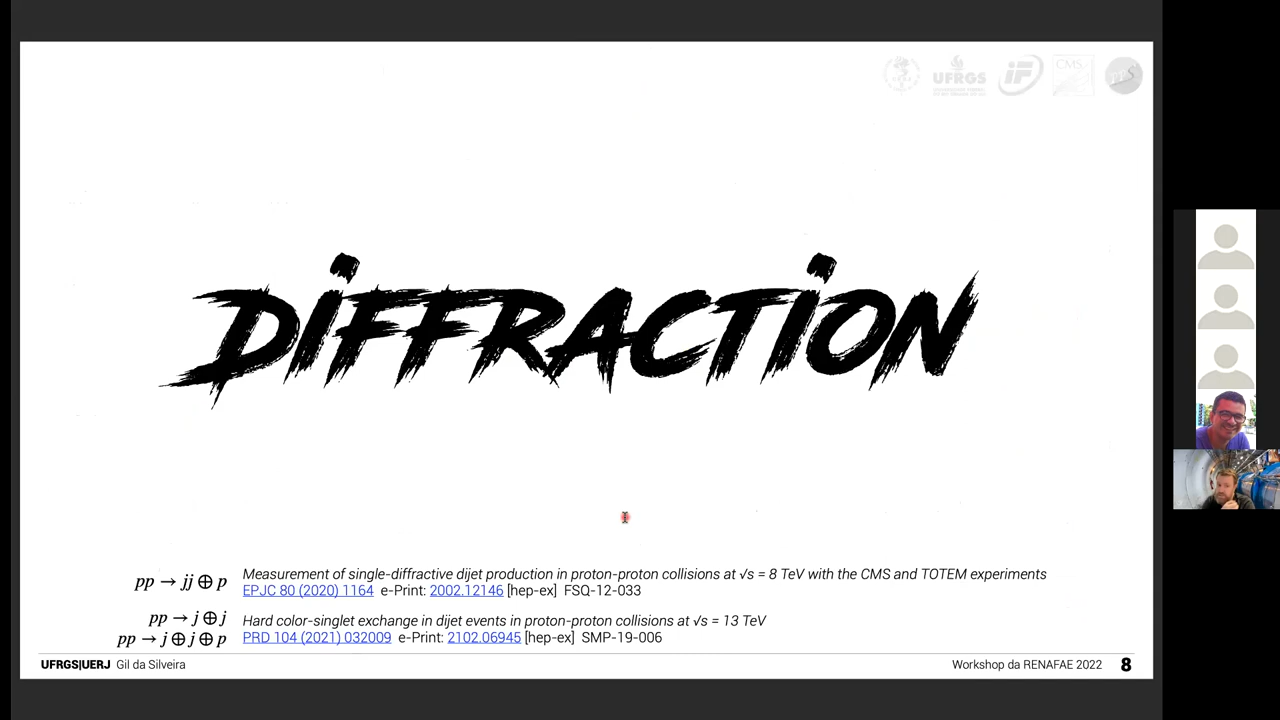 UFRGS
iF
CMS
DiFFRACTiON
pp → jj ⊕ p
Measurement of single-diffractive dijet production in proton-proton collisions at √s = 8 TeV with the CMS and TOTEM experiments
EPJC 80 (2020) 1164 e-Print: 2002.12146 [hep-ex] FSQ-12-033
pp → j ⊕ j
Hard color-singlet exchange in dijet events in proton-proton collisions at √s = 13 TeV
pp → j ⊕ j ⊕ p
PRD 104 (2021) 032009 e-Print: 2102.06945 [hep-ex] SMP-19-006
UFRGS|UERJ Gil da Silveira
Workshop da RENAFAE 2022 8